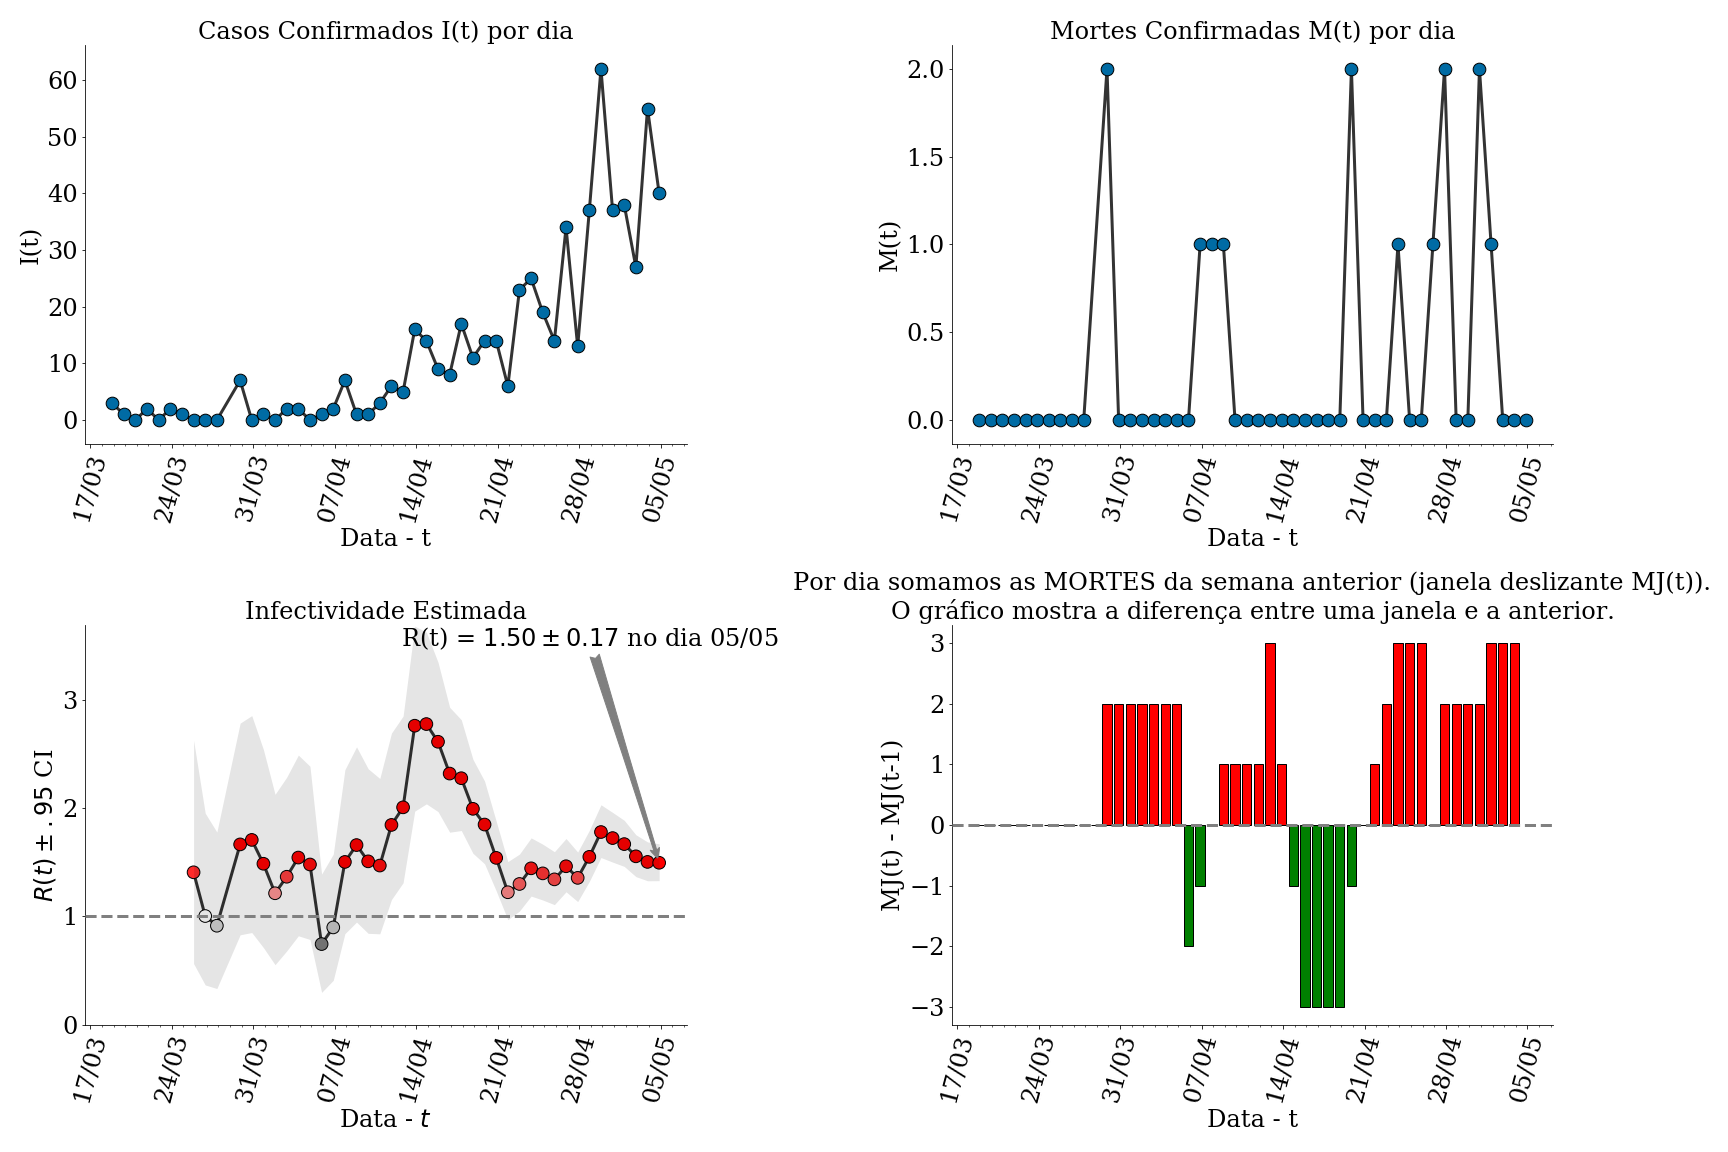 Casos Confirmados I(t) por dia
60
50
40
30
20
10
0
I(t)
17/03 24/03 31/03 07/04 14/04 21/04 28/04 05/05
Data - t
Mortes Confirmadas M(t) por dia
2.0
1.5
1.0
0.5
0.0
M(t)
17/03 24/03 31/03 07/04 14/04 21/04 28/04 05/05
Data - t
Infectividade Estimada
R(t) = 1.50 ± 0.17 no dia 05/05
3
2
1
0
R(t) ± .95 CI
17/03 24/03 31/03 07/04 14/04 21/04 28/04 05/05
Data - t
Por dia somamos as MORTES da semana anterior (janela deslizante MJ(t)).
O gráfico mostra a diferença entre uma janela e a anterior.
3
2
1
0
−1
−2
−3
MJ(t) - MJ(t-1)
17/03 24/03 31/03 07/04 14/04 21/04 28/04 05/05
Data - t